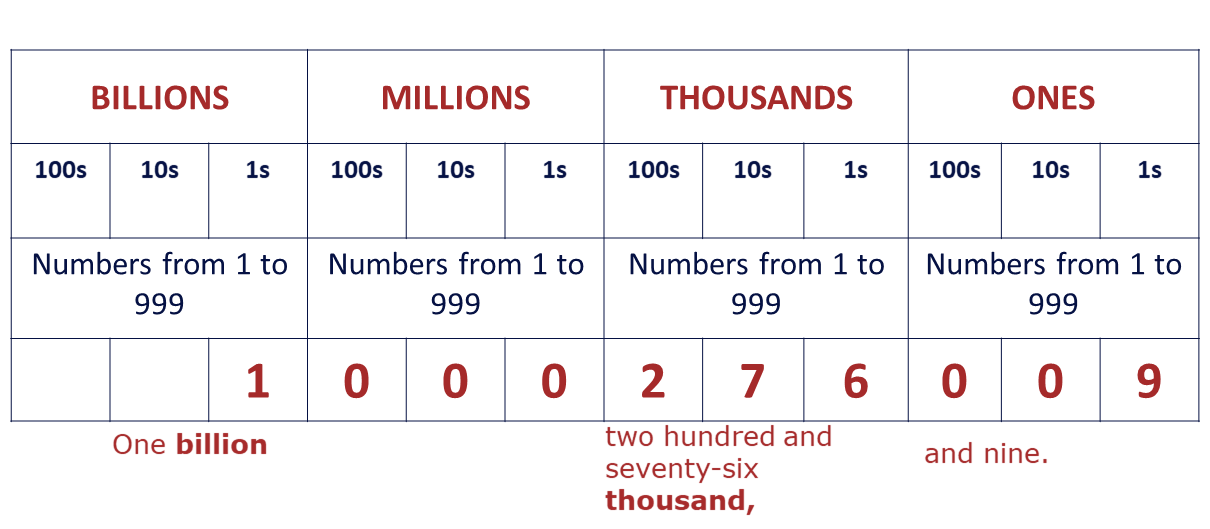 BILLIONS MILLIONS THOUSANDS ONES
100s 10s 1s 100s 10s 1s 100s 10s 1s 100s 10s 1s
Numbers from 1 to 999 Numbers from 1 to 999 Numbers from 1 to 999 Numbers from 1 to 999
1 0 0 0 2 7 6 0 0 9
One billion
two hundred and
seventy-six
thousand,
and nine.